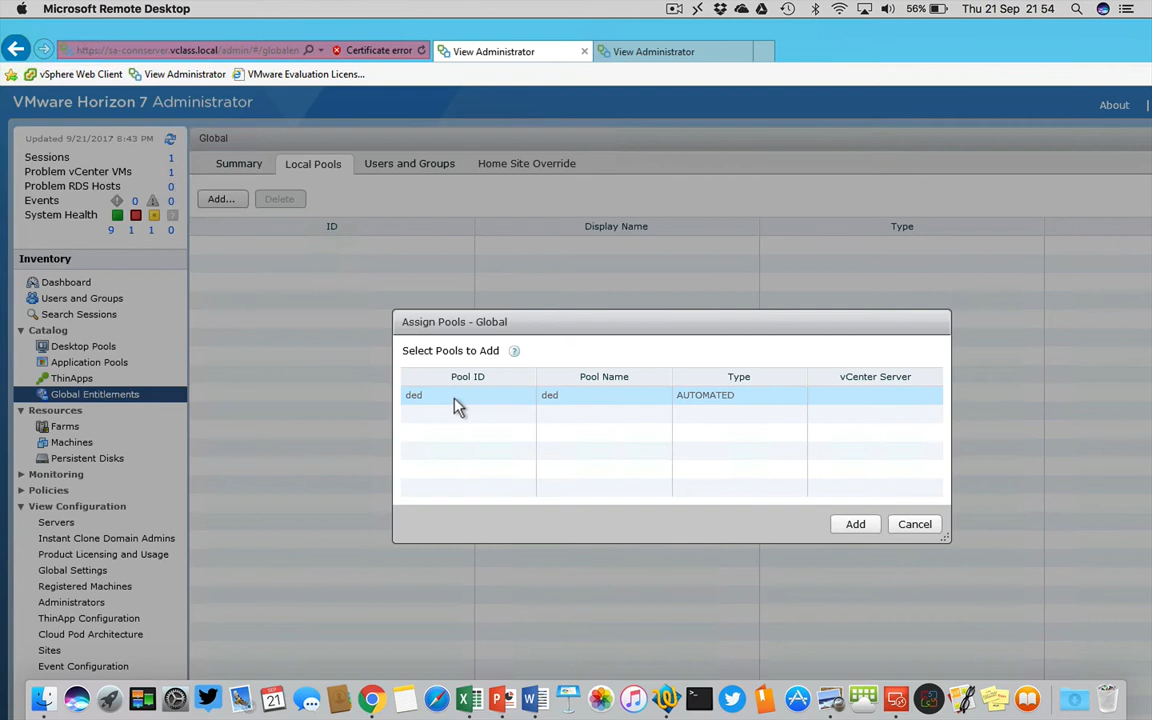 Microsoft Remote Desktop
56%
Thu 21 Sep 21:54
https://sa-connserver.vclass.local/admin/#/globalen
Certificate error
View Administrator
View Administrator
vSphere Web Client
View Administrator
VMware Evaluation Licens...
VMware Horizon 7 Administrator
About
Updated 9/21/2017 8:43 PM
Sessions 1
Problem vCenter VMs 1
Problem RDS Hosts 0
Events 0 0
System Health
9 1 1 0
Inventory
Dashboard
Users and Groups
Search Sessions
Catalog
Desktop Pools
Application Pools
ThinApps
Global Entitlements
Resources
Farms
Machines
Persistent Disks
Monitoring
Policies
View Configuration
Servers
Instant Clone Domain Admins
Product Licensing and Usage
Global Settings
Registered Machines
Administrators
ThinApp Configuration
Cloud Pod Architecture
Sites
Event Configuration
Global
Summary
Local Pools
Users and Groups
Home Site Override
Add...
Delete
ID
Display Name
Type
Assign Pools - Global
Select Pools to Add
Pool ID
Pool Name
Type
vCenter Server
ded
ded
AUTOMATED
Add
Cancel
21